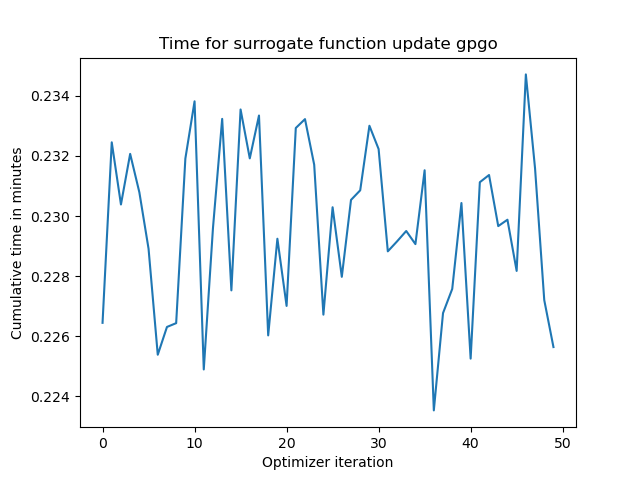 Time for surrogate function update gpgo
Cumulative time in minutes
0.234
0.232
0.230
0.228
0.226
0.224
0 10 20 30 40 50
Optimizer iteration